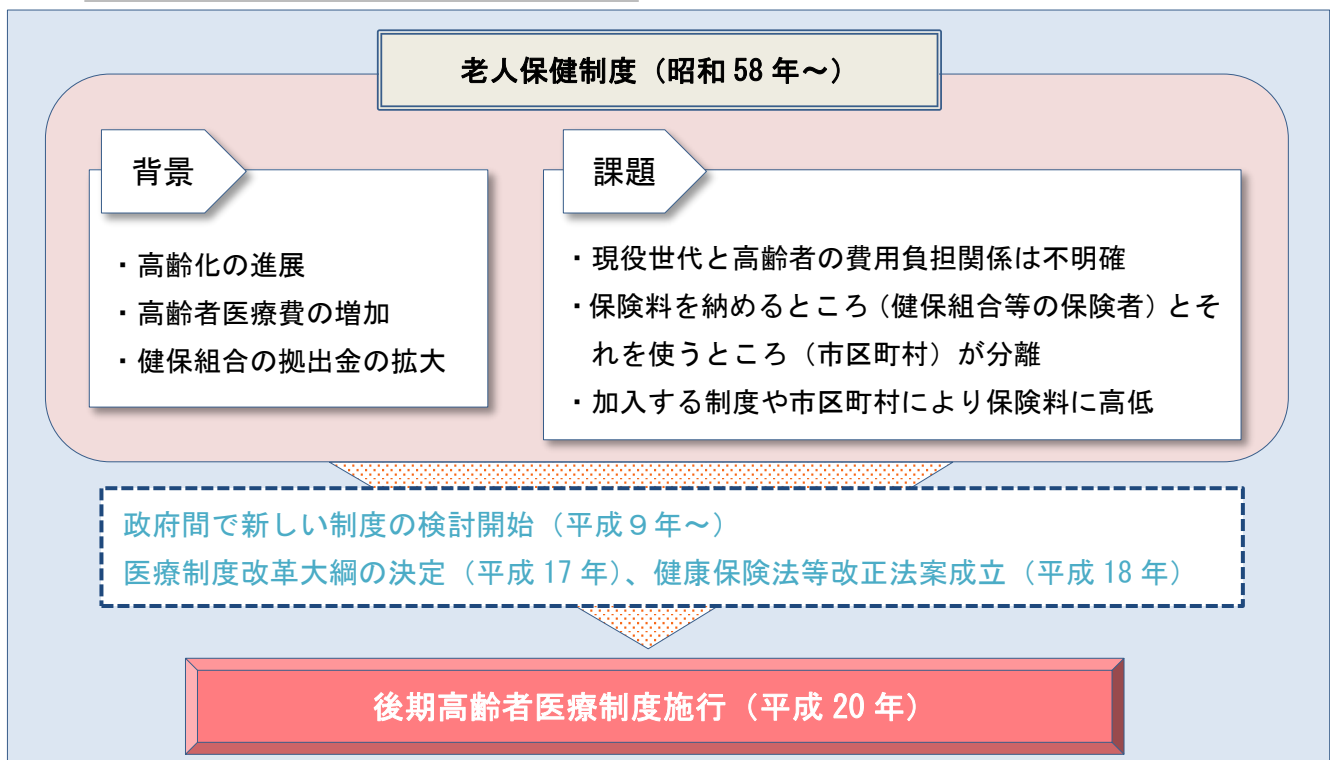 老人保健制度（昭和 58 年～）
背景
・高齢化の進展
・高齢者医療費の増加
・健保組合の拠出金の拡大
課題
・現役世代と高齢者の費用負担関係は不明確
・保険料を納めるところ（健保組合等の保険者）とそ
れを使うところ（市区町村）が分離
・加入する制度や市区町村により保険料に高低
政府間で新しい制度の検討開始（平成９年～）
医療制度改革大綱の決定（平成 17 年）、健康保険法等改正法案成立（平成 18 年）
後期高齢者医療制度施行（平成 20 年）